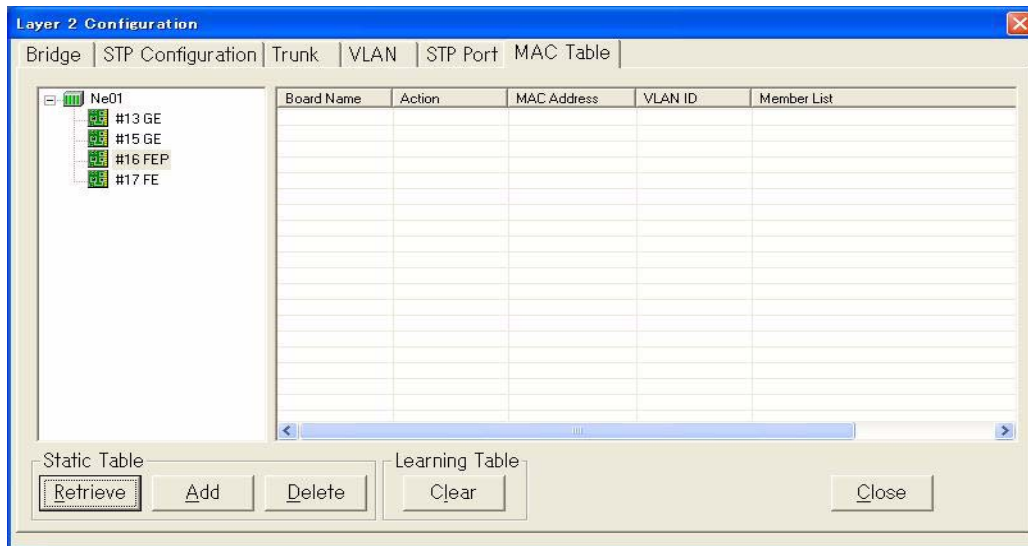 Layer 2 Configuration
Bridge STP Configuration Trunk VLAN STP Port MAC Table
Ne01
#13 GE
#15 GE
#16 FEP
#17 FE
Board Name Action MAC Address VLAN ID Member List
Static Table
Retrieve Add Delete
Learning Table
Clear
Close